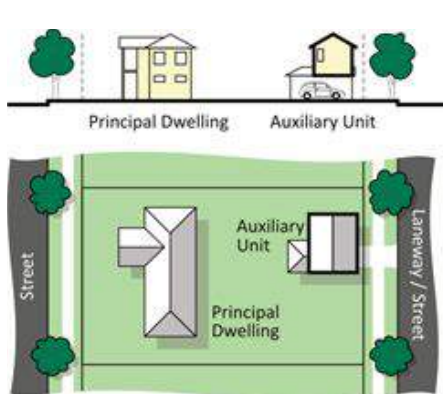 Principal Dwelling
Auxiliary Unit
Street
Auxiliary
Unit
Principal
Dwelling
Laneway / Street